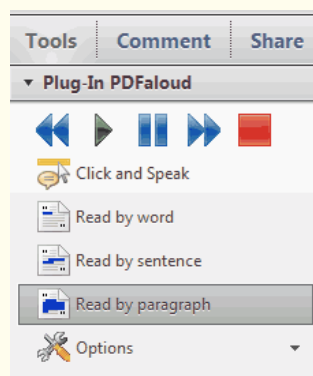 Tools Comment Share
Plug-In PDFaloud
Click and Speak
Read by word
Read by sentence
Read by paragraph
Options